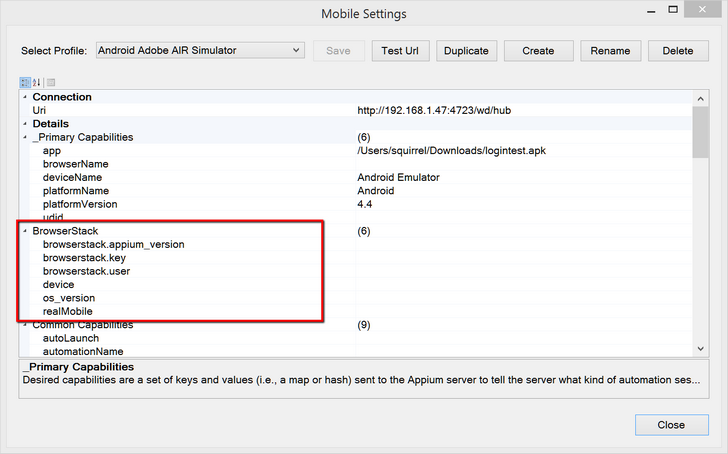 Mobile Settings
Select Profile: Android Adobe AIR Simulator Save Test Url Duplicate Create Rename Delete
Connection
Uri http://192.168.1.47:4723/wd/hub
Details
_Primary Capabilities (6)
app /Users/squirrel/Downloads/logintest.apk
browserName
deviceName Android Emulator
platformName Android
platformVersion 4.4
udid
BrowserStack (6)
browserstack.appium_version
browserstack.key
browserstack.user
device
os_version
realMobile
Common Capabilities (9)
autoLaunch
automationName
_Primary Capabilities
Desired capabilities are a set of keys and values (i.e., a map or hash) sent to the Appium server to tell the server what kind of automation ses...
Close